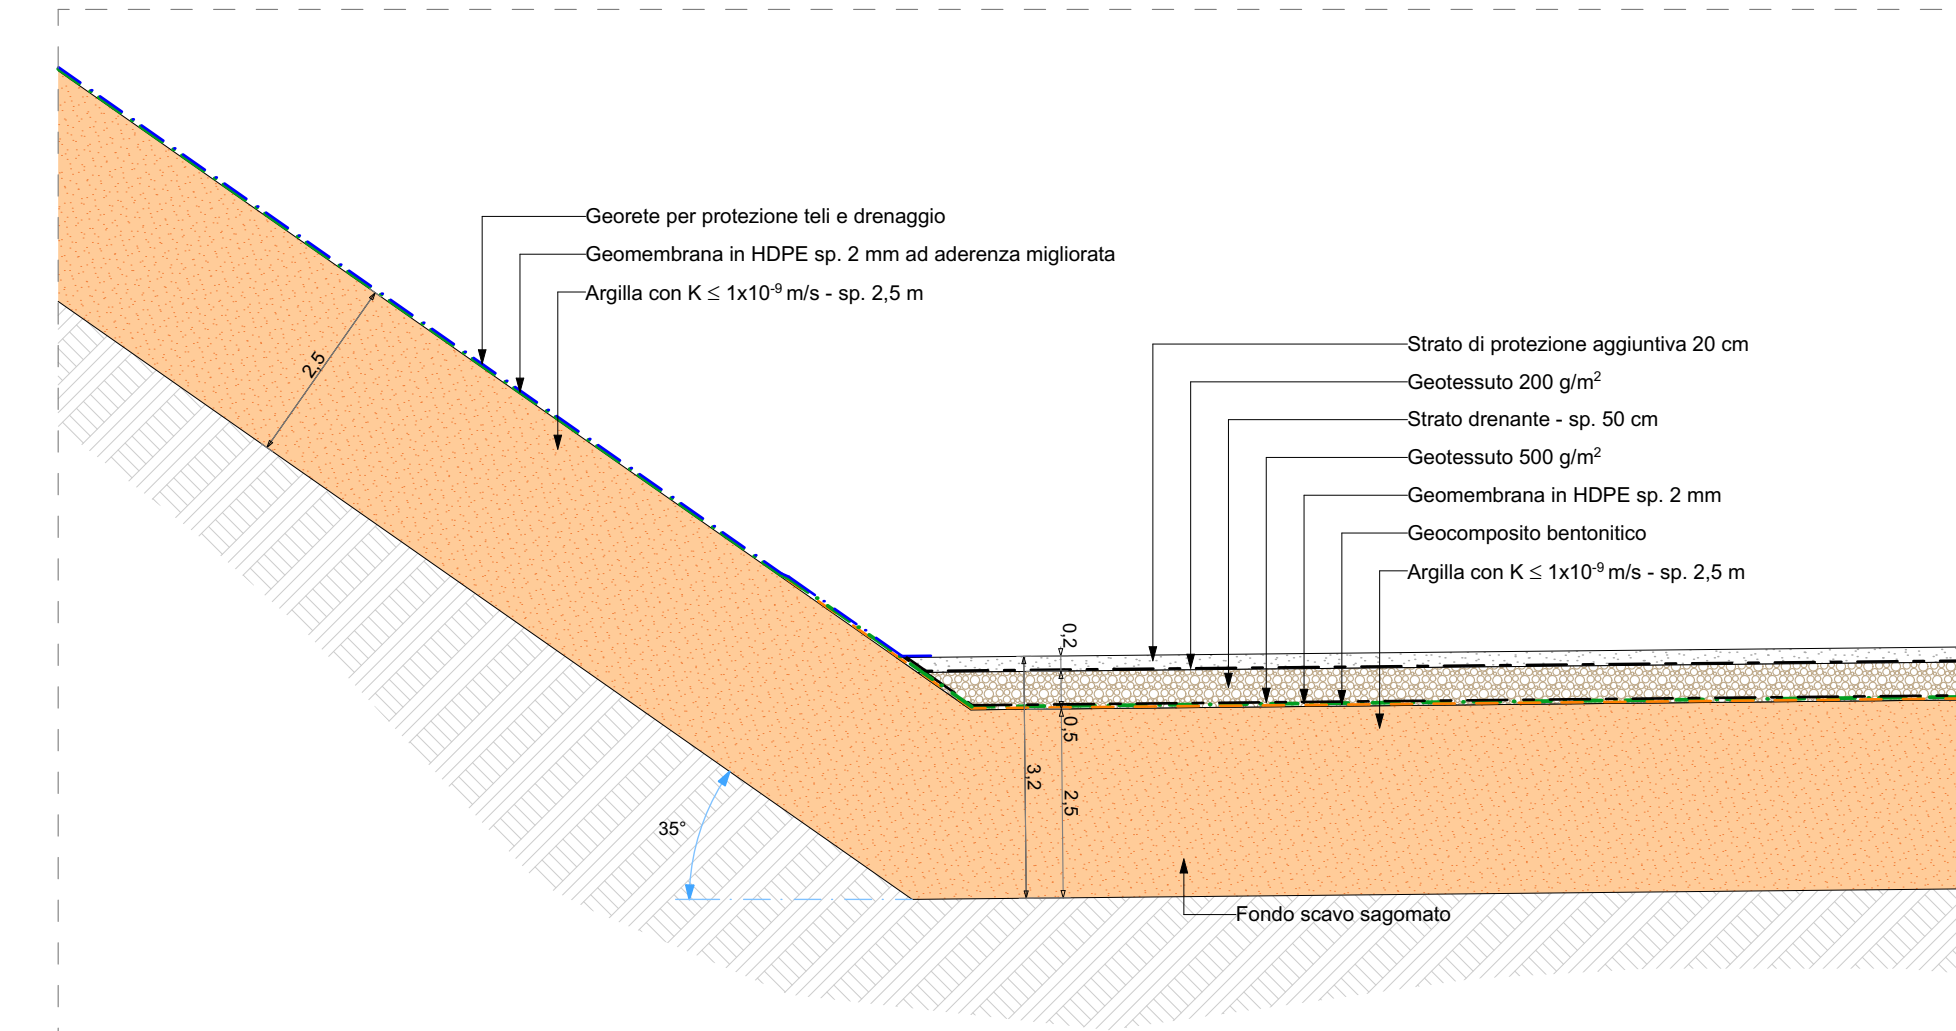 Georete per protezione teli e drenaggio
Geomembrana in HDPE sp. 2 mm ad aderenza migliorata
Argilla con K ≤ 1x10⁻⁹ m/s - sp. 2,5 m
2,5
Strato di protezione aggiuntiva 20 cm
Geotessuto 200 g/m²
Strato drenante - sp. 50 cm
Geotessuto 500 g/m²
Geomembrana in HDPE sp. 2 mm
Geocomposito bentonitico
Argilla con K ≤ 1x10⁻⁹ m/s - sp. 2,5 m
0,2
0,5
3,2
2,5
35°
Fondo scavo sagomato